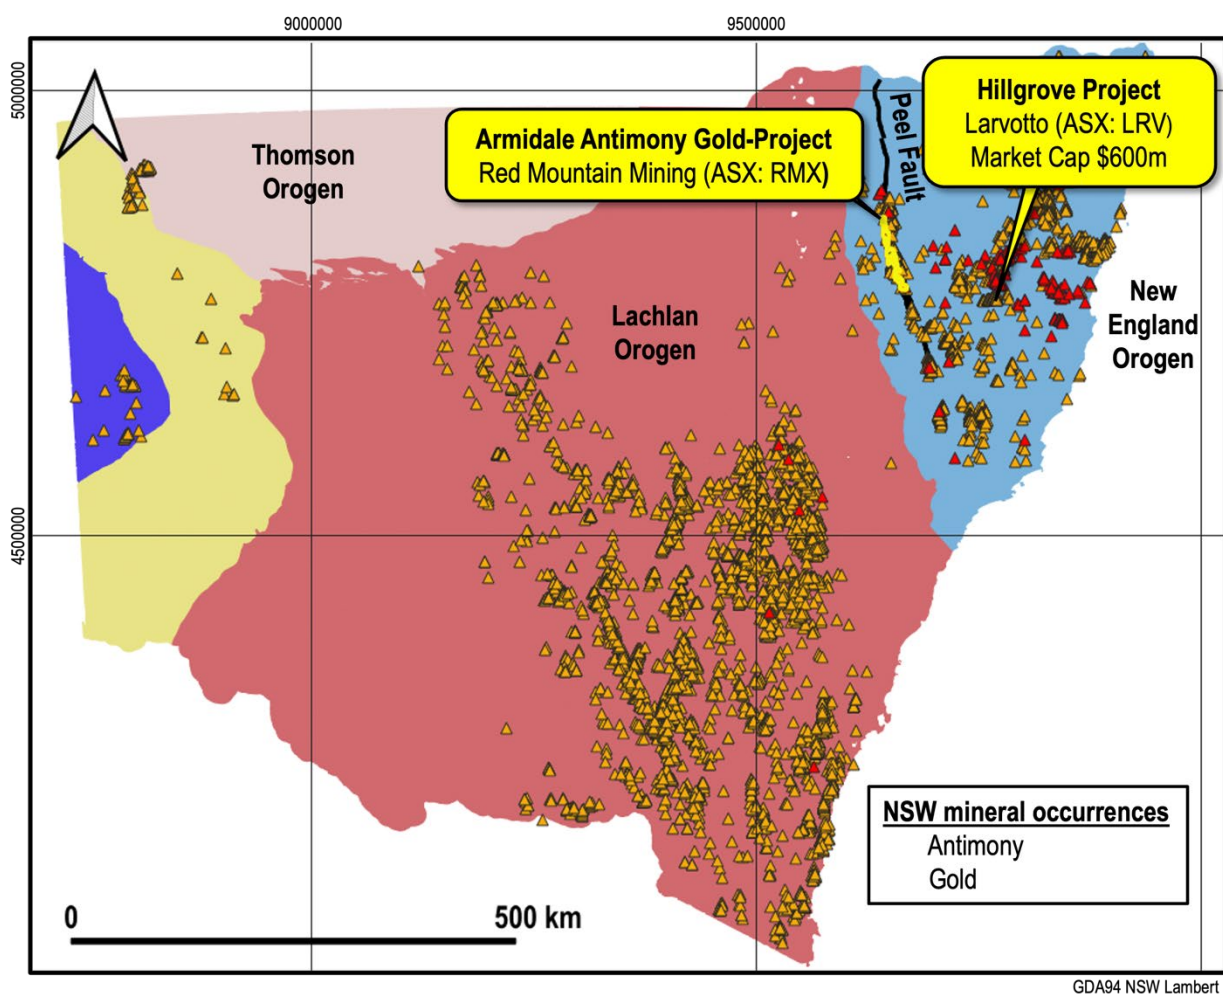 9000000
9500000
5000000
4500000
Thomson
Orogen
Armidale Antimony Gold-Project
Red Mountain Mining (ASX: RMX)
Peel Fault
Hillgrove Project
Larvotto (ASX: LRV)
Market Cap $600m
Lachlan
Orogen
New
England
Orogen
NSW mineral occurrences
Antimony
Gold
0
500 km
GDA94 NSW Lambert